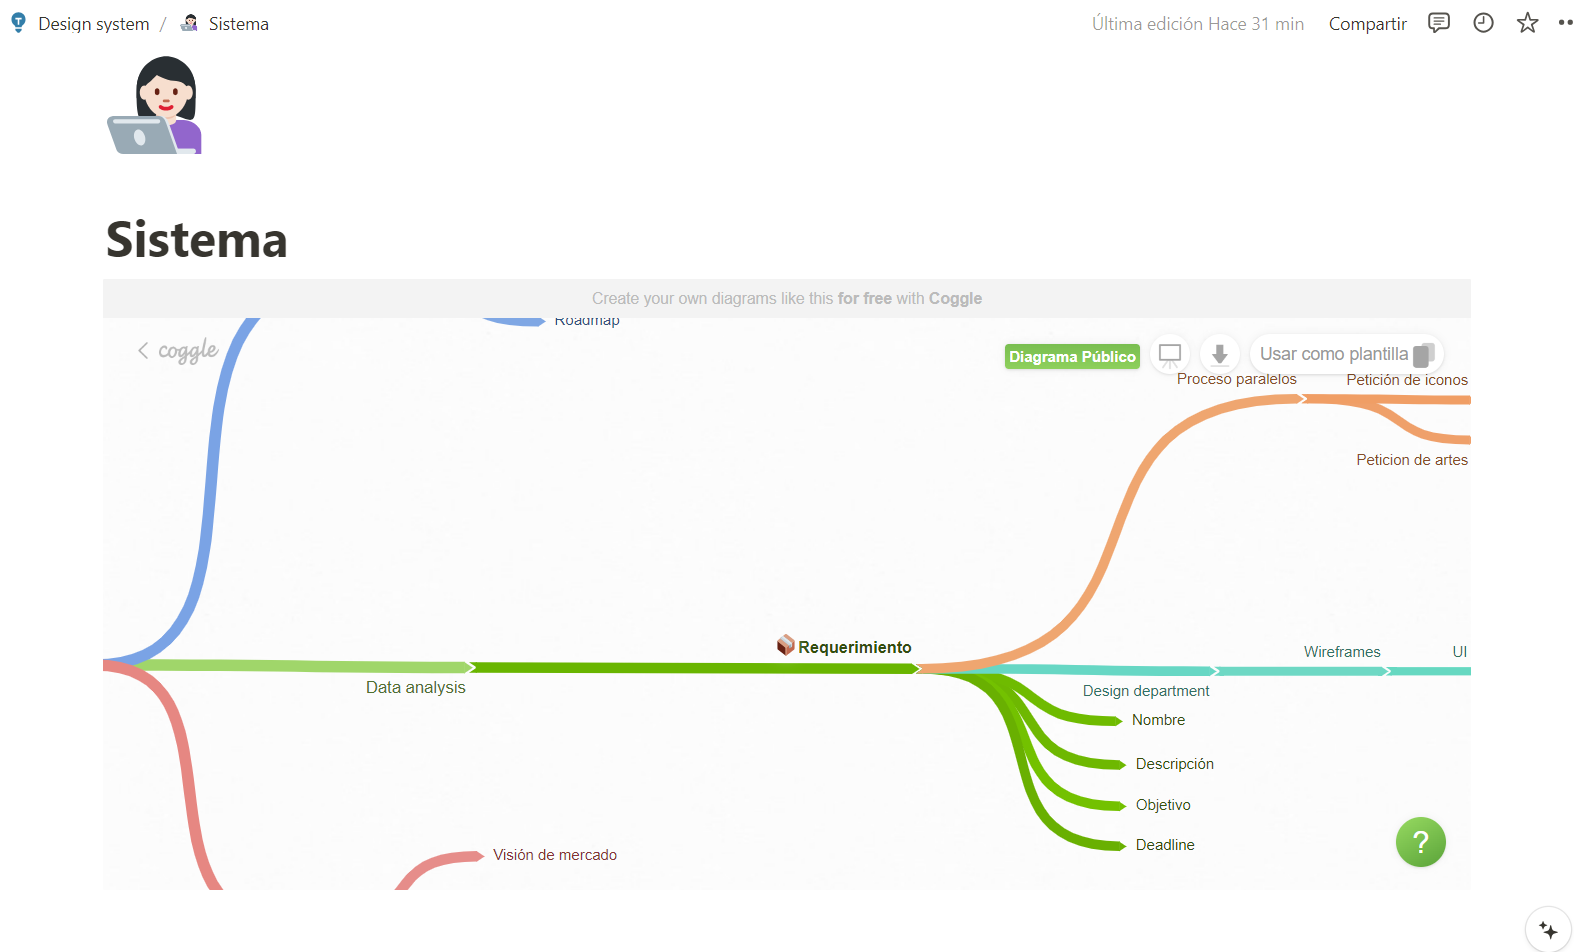 Design system / Sistema
Última edición Hace 31 min
Compartir
Sistema
Create your own diagrams like this for free with Coggle
Roadmap
coggle
Diagrama Público
Usar como plantilla
Proceso paralelos
Petición de iconos
Peticion de artes
Requerimiento
Wireframes
UI
Data analysis
Design department
Nombre
Descripción
Objetivo
Deadline
?
Visión de mercado